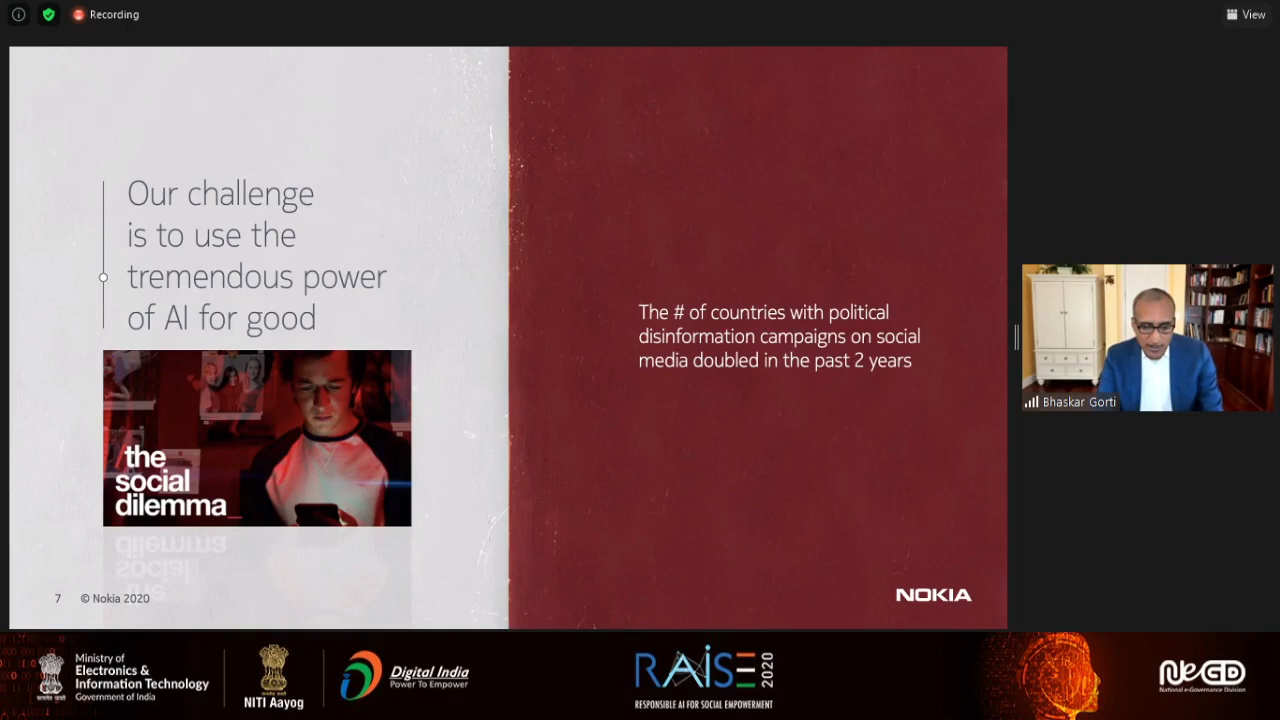 Recording
View
Our challenge
is to use the
tremendous power
of AI for good
the
social
dilemma_
The # of countries with political
disinformation campaigns on social
media doubled in the past 2 years
7 © Nokia 2020
NOKIA
Bhaskar Gorti
Ministry of
Electronics &
Information Technology
Government of India
NITI Aayog
Digital India
Power To Empower
RAISE 2020
RESPONSIBLE AI FOR SOCIAL EMPOWERMENT
NeGD
National e-Governance Division